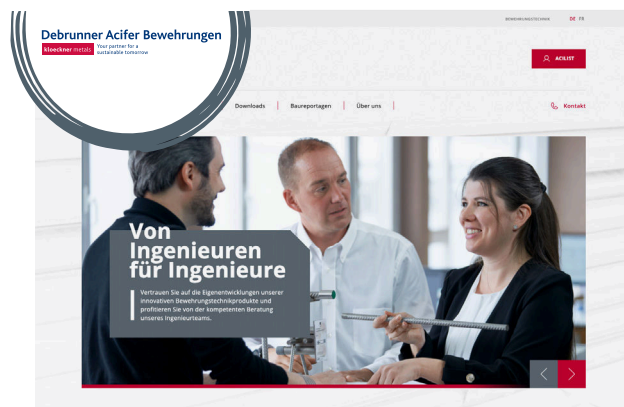 BEWEHRUNGSTECHNIK DE FR
Debrunner Acifer Bewehrungen
kloeckner metals Your partner for a
sustainable tomorrow
ACILIST
Downloads Baureportagen Über uns
Kontakt
Von
Ingenieuren
für Ingenieure
Vertrauen Sie auf die Eigenentwicklungen unserer
innovativen Bewehrungstechnikprodukte und
profitieren Sie von der kompetenten Beratung
unseres Ingenieurteams.